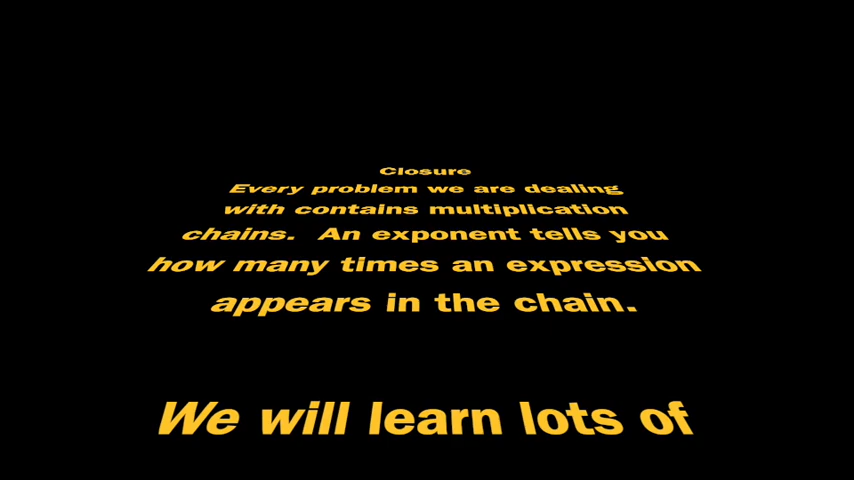 Closure
Every problem we are dealing
with contains multiplication
chains.  An exponent tells you
how many times an expression
appears in the chain.
We will learn lots of